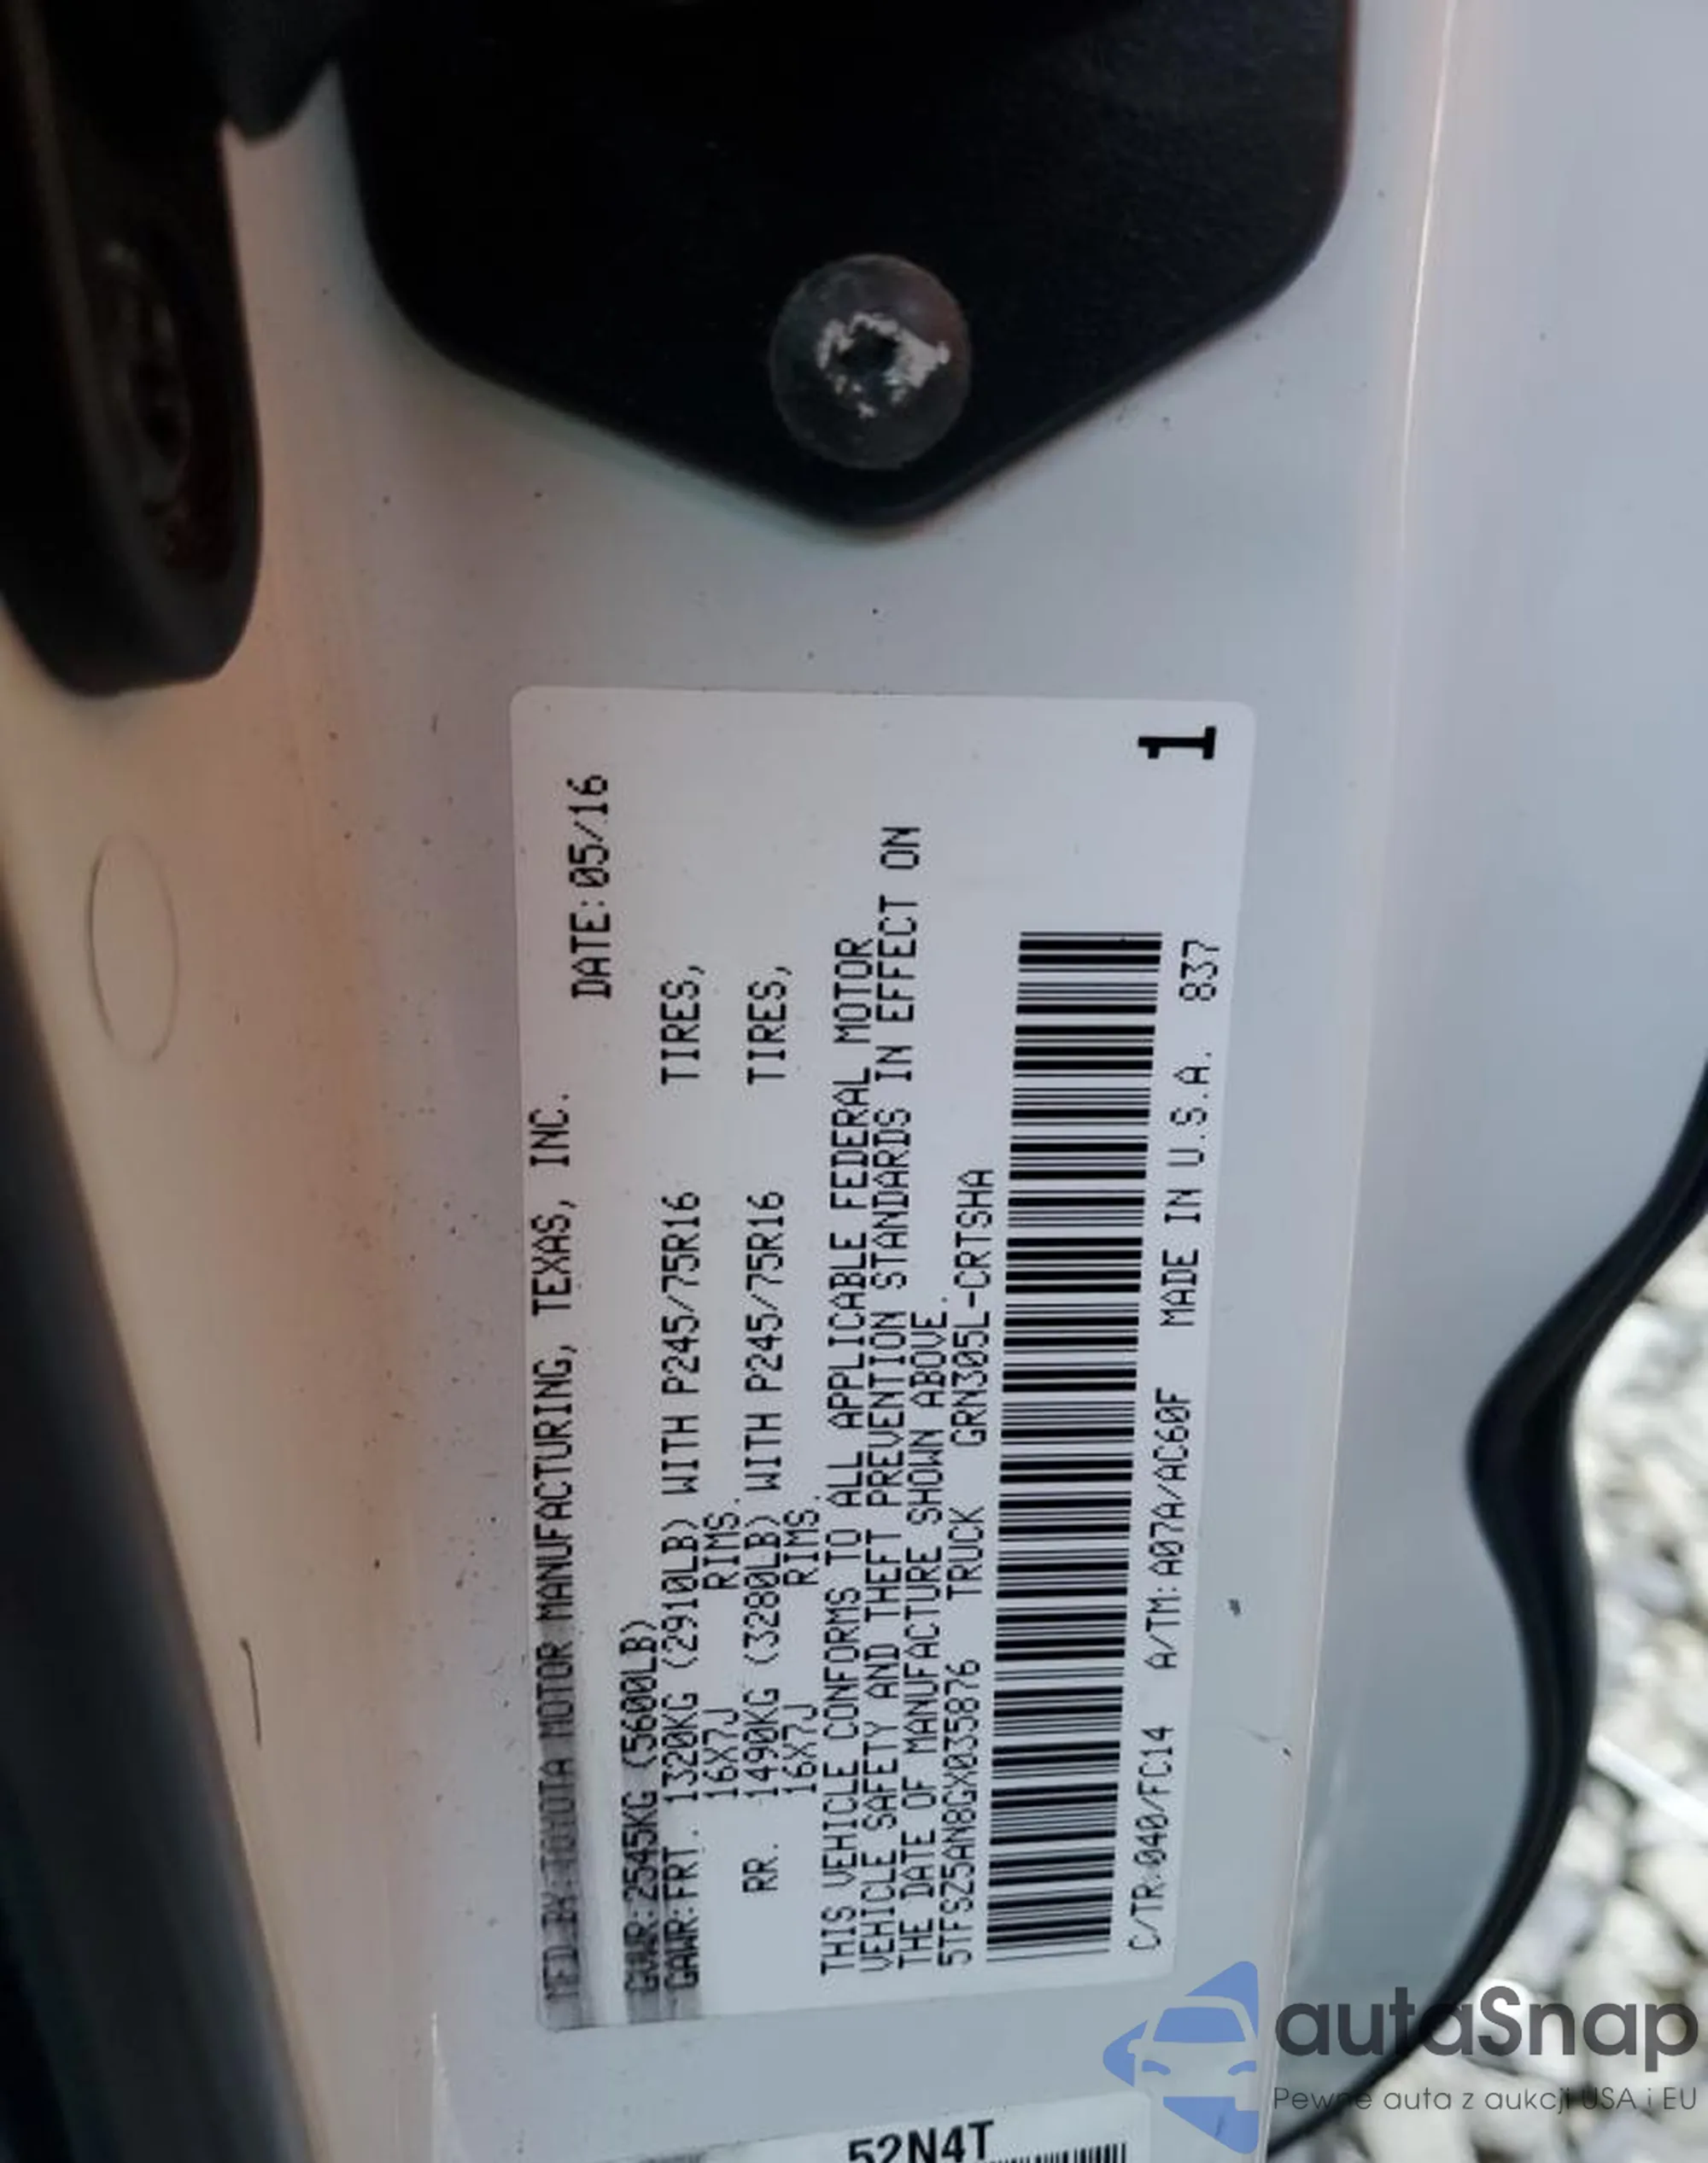 MFD.BY:TOYOTA MOTOR MANUFACTURING, TEXAS, INC.
DATE:05/16
GVWR:2545KG (5600LB)
GAWR:FRT. 1320KG (2910LB) WITH P245/75R16 TIRES,
16X7J RIMS.
RR. 1490KG (3280LB) WITH P245/75R16 TIRES,
16X7J RIMS.
THIS VEHICLE CONFORMS TO ALL APPLICABLE FEDERAL MOTOR
VEHICLE SAFETY AND THEFT PREVENTION STANDARDS IN EFFECT ON
THE DATE OF MANUFACTURE SHOWN ABOVE.
5TFSZ5AN8GX035876 TRUCK GRN305L-CRTSHA
C/TR:040/FC14 A/TM:A07A/AC60F MADE IN U.S.A. 837
1
52N4T
autaSnap
Pewne auta z aukcji USA i EU